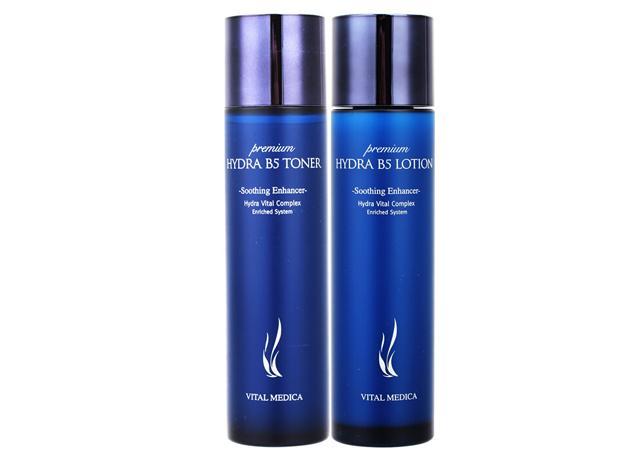 premium
HYDRA B5 TONER
-Soothing Enhancer-
Hydra Vital Complex
Enriched System
VITAL MEDICA
premium
HYDRA B5 LOTION
-Soothing Enhancer-
Hydra Vital Complex
Enriched System
VITAL MEDICA